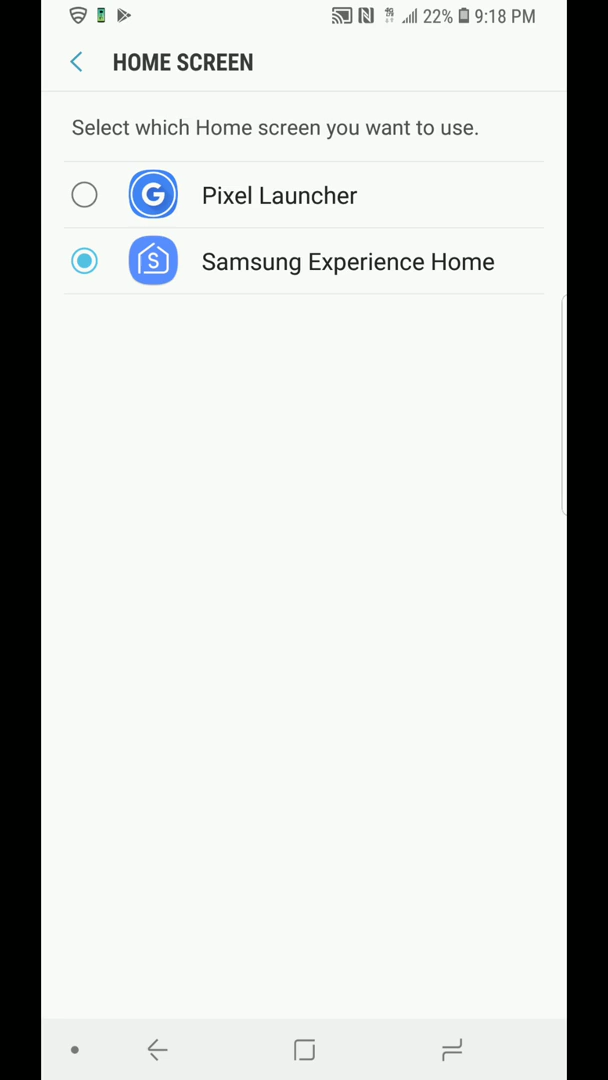 22% 9:18 PM
HOME SCREEN
Select which Home screen you want to use.
G Pixel Launcher
S Samsung Experience Home